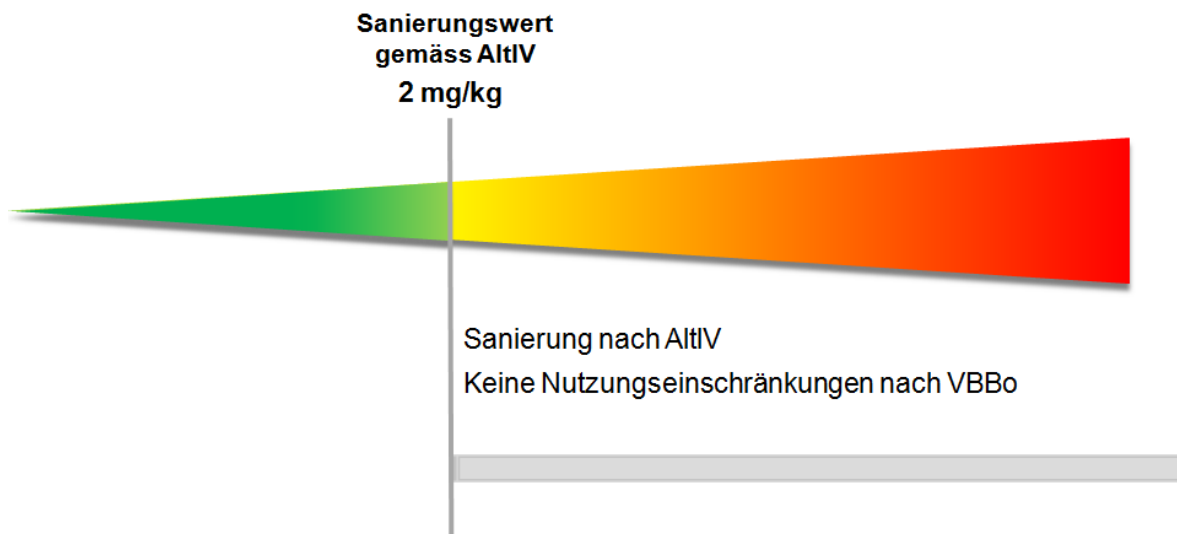 Sanierungswert
gemäss AltlV
2 mg/kg
Sanierung nach AltlV
Keine Nutzungseinschränkungen nach VBBo